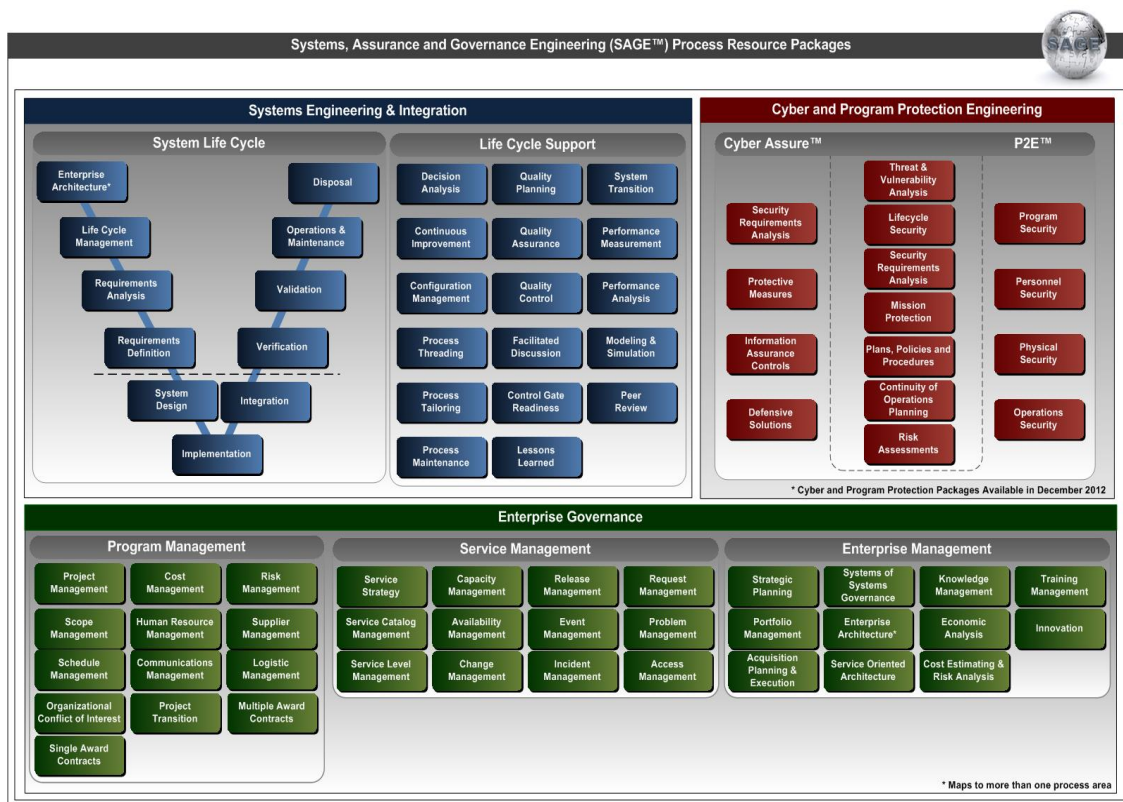 Systems, Assurance and Governance Engineering (SAGE™) Process Resource Packages
SAGE
Systems Engineering & Integration
System Life Cycle
Enterprise
Architecture*
Life Cycle
Management
Requirements
Analysis
Requirements
Definition
System
Design
Implementation
Integration
Verification
Validation
Operations &
Maintenance
Disposal
Life Cycle Support
Decision
Analysis
Quality
Planning
System
Transition
Continuous
Improvement
Quality
Assurance
Performance
Measurement
Configuration
Management
Quality
Control
Performance
Analysis
Process
Threading
Facilitated
Discussion
Modeling &
Simulation
Process
Tailoring
Control Gate
Readiness
Peer
Review
Process
Maintenance
Lessons
Learned
Cyber and Program Protection Engineering
Cyber Assure™
P2E™
Security
Requirements
Analysis
Protective
Measures
Information
Assurance
Controls
Defensive
Solutions
Threat &
Vulnerability
Analysis
Lifecycle
Security
Security
Requirements
Analysis
Mission
Protection
Plans, Policies and
Procedures
Continuity of
Operations
Planning
Risk
Assessments
Program
Security
Personnel
Security
Physical
Security
Operations
Security
* Cyber and Program Protection Packages Available in December 2012
Enterprise Governance
Program Management
Project
Management
Cost
Management
Risk
Management
Scope
Management
Human Resource
Management
Supplier
Management
Schedule
Management
Communications
Management
Logistic
Management
Organizational
Conflict of Interest
Project
Transition
Multiple Award
Contracts
Single Award
Contracts
Service Management
Service
Strategy
Capacity
Management
Release
Management
Request
Management
Service Catalog
Management
Availability
Management
Event
Management
Problem
Management
Service Level
Management
Change
Management
Incident
Management
Access
Management
Enterprise Management
Strategic
Planning
Systems of
Systems
Governance
Knowledge
Management
Training
Management
Portfolio
Management
Enterprise
Architecture*
Economic
Analysis
Innovation
Acquisition
Planning &
Execution
Service Oriented
Architecture
Cost Estimating &
Risk Analysis
* Maps to more than one process area